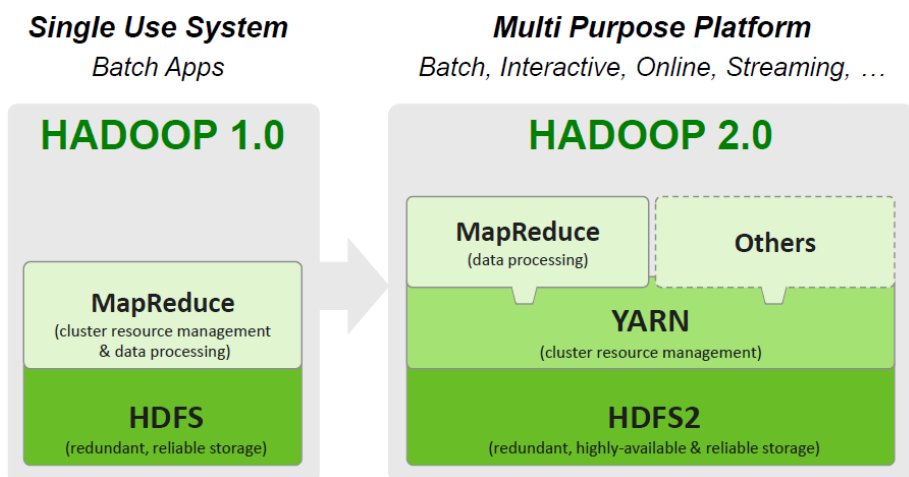 Single Use System
Batch Apps
HADOOP 1.0
MapReduce
(cluster resource management
& data processing)
HDFS
(redundant, reliable storage)
Multi Purpose Platform
Batch, Interactive, Online, Streaming, …
HADOOP 2.0
MapReduce
(data processing)
Others
YARN
(cluster resource management)
HDFS2
(redundant, highly-available & reliable storage)